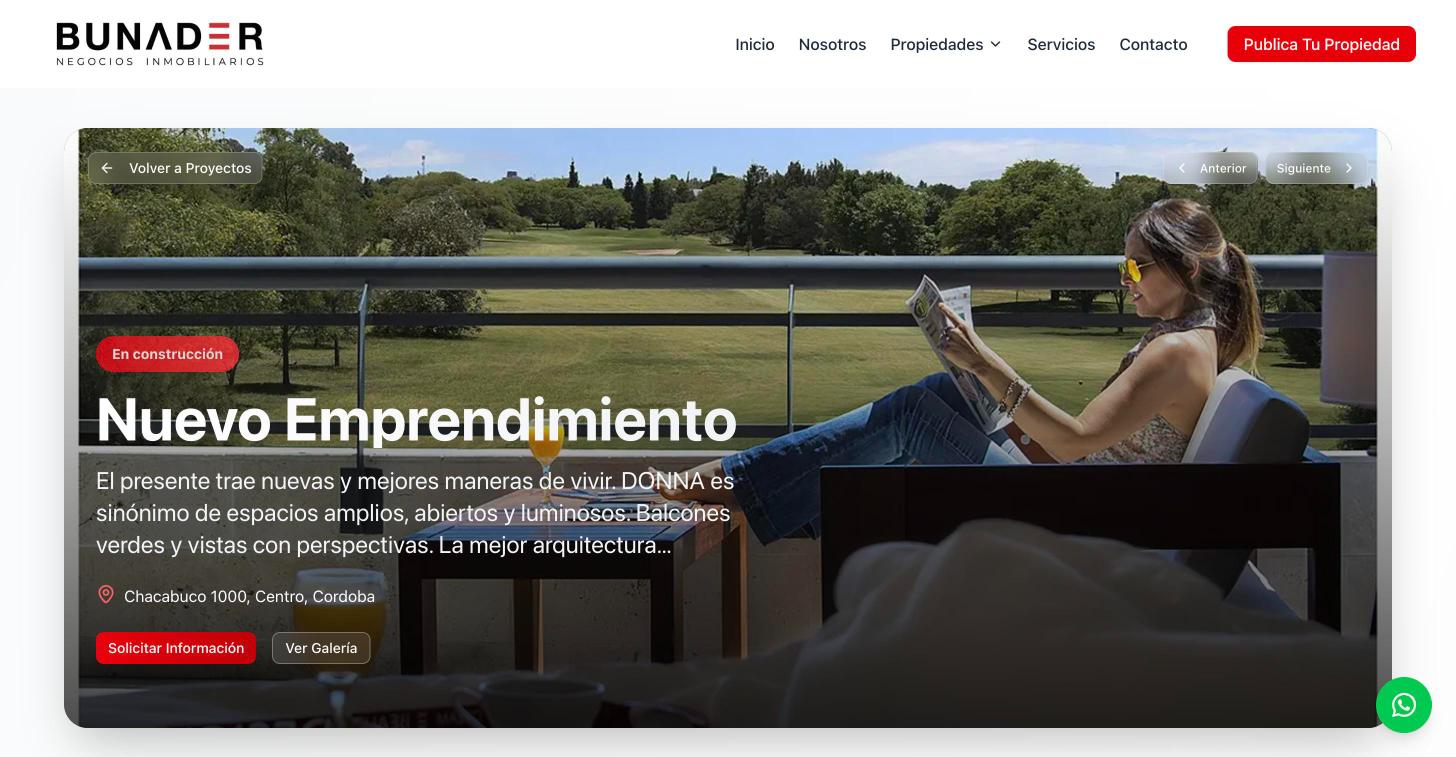 BUNADER
NEGOCIOS INMOBILIARIOS
Inicio
Nosotros
Propiedades
Servicios
Contacto
Publica Tu Propiedad
Volver a Proyectos
Anterior
Siguiente
En construcción
Nuevo Emprendimiento
El presente trae nuevas y mejores maneras de vivir. DONNA es
sinónimo de espacios amplios, abiertos y luminosos. Balcones
verdes y vistas con perspectivas. La mejor arquitectura...
Chacabuco 1000, Centro, Cordoba
Solicitar Información
Ver Galería